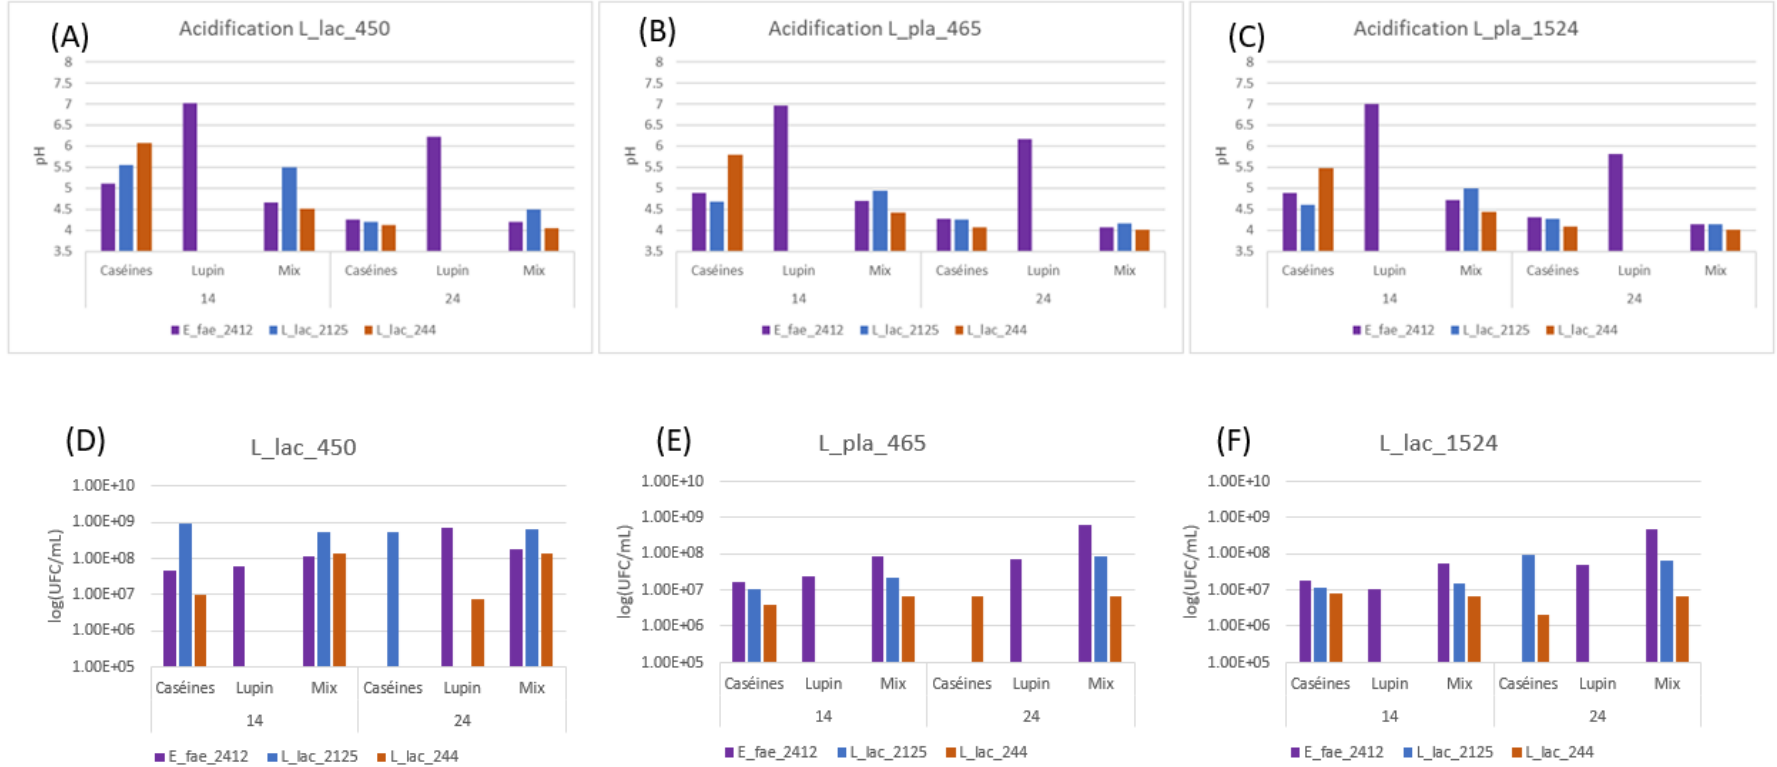 (A) Acidification L_lac_450
8
7.5
7
6.5
6
5.5
5
4.5
4
3.5
pH
Caséines Lupin Mix Caséines Lupin Mix
14 24
E_fae_2412 L_lac_2125 L_lac_244
(B) Acidification L_pla_465
8
7.5
7
6.5
6
5.5
5
4.5
4
3.5
pH
Caséines Lupin Mix Caséines Lupin Mix
14 24
E_fae_2412 L_lac_2125 L_lac_244
(C) Acidification L_pla_1524
8
7.5
7
6.5
6
5.5
5
4.5
4
3.5
pH
Caséines Lupin Mix Caséines Lupin Mix
14 24
E_fae_2412 L_lac_2125 L_lac_244
(D) L_lac_450
1.00E+10
1.00E+09
1.00E+08
1.00E+07
1.00E+06
1.00E+05
log(UFC/mL)
Caséines Lupin Mix Caséines Lupin Mix
14 24
E_fae_2412 L_lac_2125 L_lac_244
(E) L_pla_465
1.00E+10
1.00E+09
1.00E+08
1.00E+07
1.00E+06
1.00E+05
log(UFC/mL)
Caséines Lupin Mix Caséines Lupin Mix
14 24
E_fae_2412 L_lac_2125 L_lac_244
(F) L_lac_1524
1.00E+10
1.00E+09
1.00E+08
1.00E+07
1.00E+06
1.00E+05
log(UFC/mL)
Caséines Lupin Mix Caséines Lupin Mix
14 24
E_fae_2412 L_lac_2125 L_lac_244